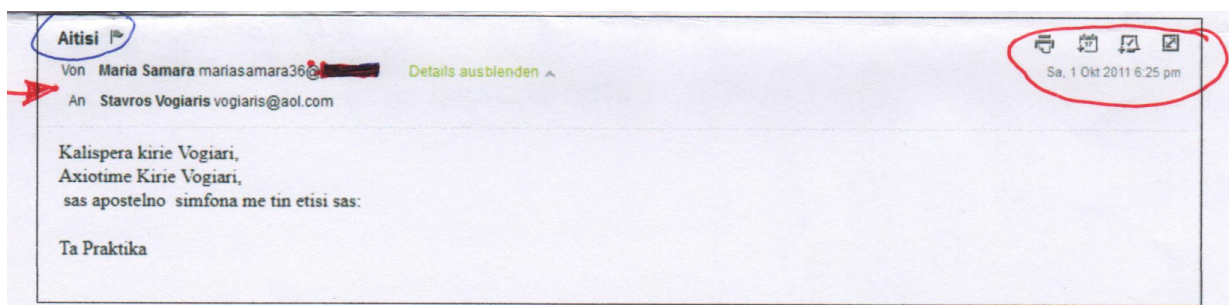 Aitisi
Von Maria Samara mariasamara36@ Details ausblenden
Sa, 1 Okt 2011 6:25 pm
An Stavros Vogiaris vogiaris@aol.com
Kalispera kirie Vogiari,
Axiotime Kirie Vogiari,
sas apostelno simfona me tin etisi sas:
Ta Praktika